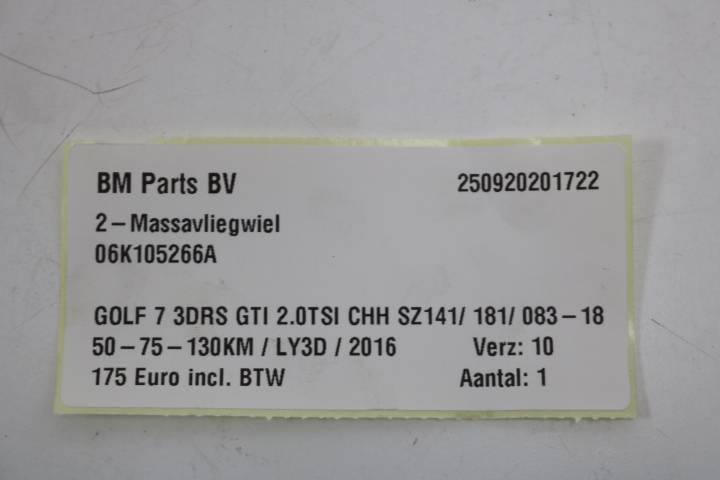 BM Parts BV 250920201722
2-Massavliegwiel
06K105266A
GOLF 7 3DRS GTI 2.0TSI CHH SZ141/ 181/ 083-18
50-75-130KM / LY3D / 2016 Verz: 10
175 Euro incl. BTW Aantal: 1